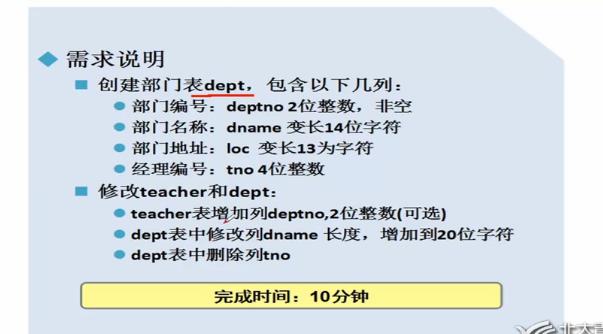 需求说明
创建部门表dept，包含以下几列：
部门编号：deptno 2位整数，非空
部门名称：dname 变长14位字符
部门地址：loc 变长13为字符
经理编号：tno 4位整数
修改teacher和dept：
teacher表增加列deptno,2位整数(可选)
dept表中修改列dname 长度，增加到20位字符
dept表中删除列tno
完成时间：10分钟